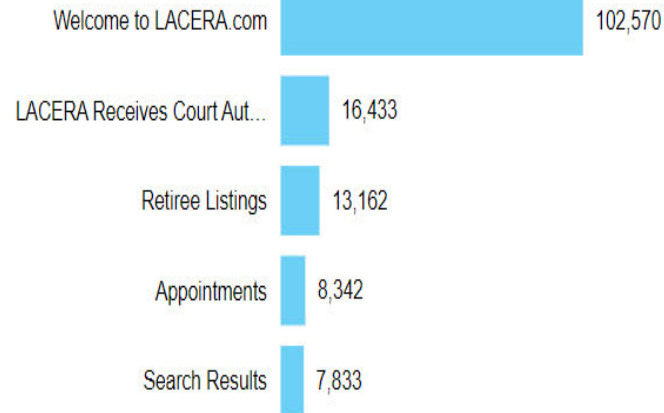 Welcome to LACERA.com 102,570
LACERA Receives Court Aut... 16,433
Retiree Listings 13,162
Appointments 8,342
Search Results 7,833